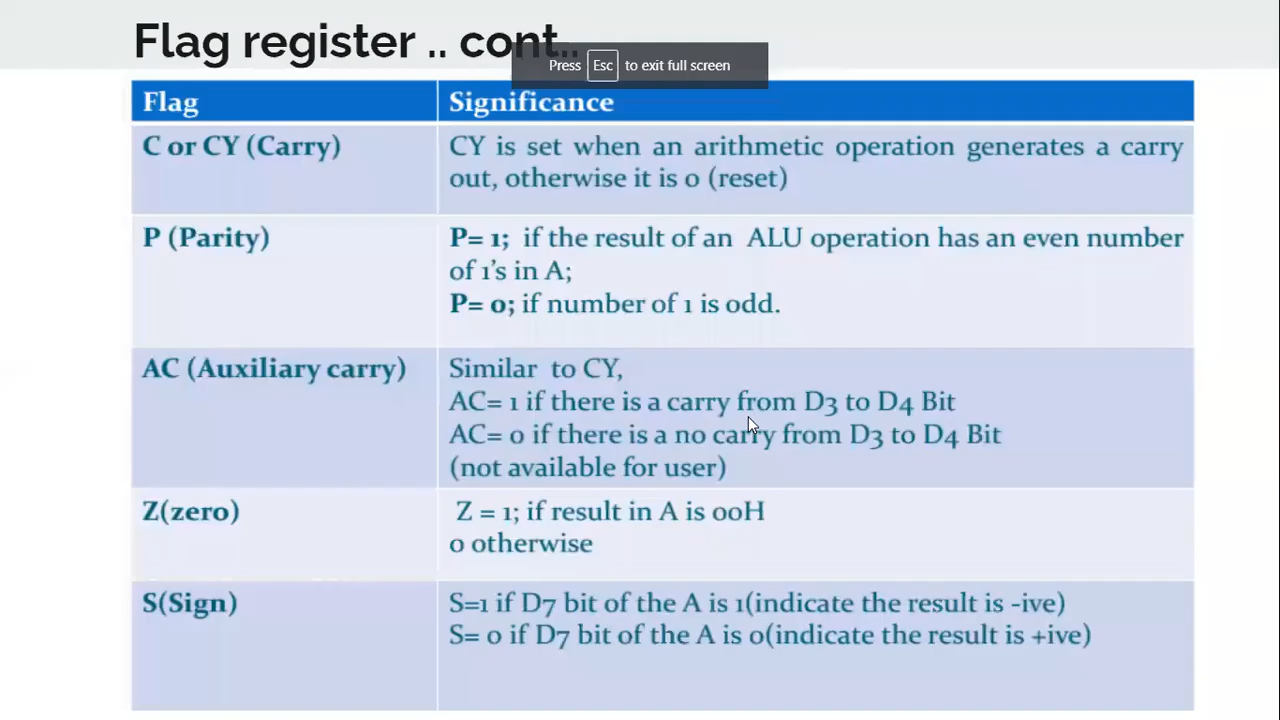 Flag register .. cont..
Press Esc to exit full screen
Flag Significance
C or CY (Carry) CY is set when an arithmetic operation generates a carry
out, otherwise it is 0 (reset)
P (Parity) P= 1; if the result of an ALU operation has an even number
of 1's in A;
P= 0; if number of 1 is odd.
AC (Auxiliary carry) Similar to CY,
AC= 1 if there is a carry from D3 to D4 Bit
AC= 0 if there is a no carry from D3 to D4 Bit
(not available for user)
Z(zero) Z = 1; if result in A is 00H
0 otherwise
S(Sign) S=1 if D7 bit of the A is 1(indicate the result is -ive)
S= 0 if D7 bit of the A is 0(indicate the result is +ive)